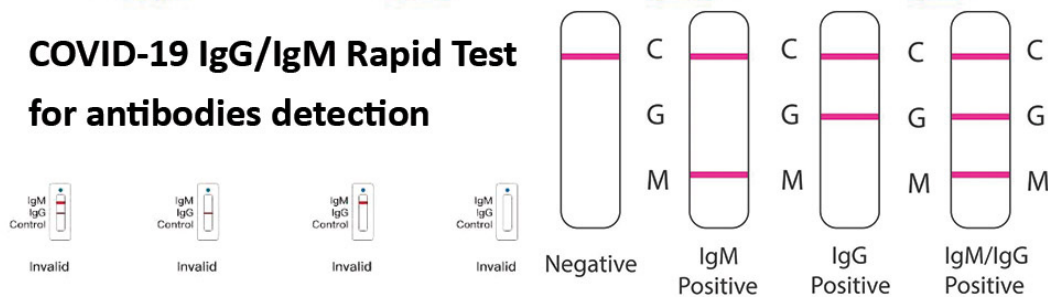 COVID-19 IgG/IgM Rapid Test
for antibodies detection
IgM
IgG
Control
Invalid
IgM
IgG
Control
Invalid
IgM
IgG
Control
Invalid
IgM
IgG
Control
Invalid
C
G
M
Negative
C
G
M
IgM
Positive
C
G
M
IgG
Positive
C
G
M
IgM/IgG
Positive